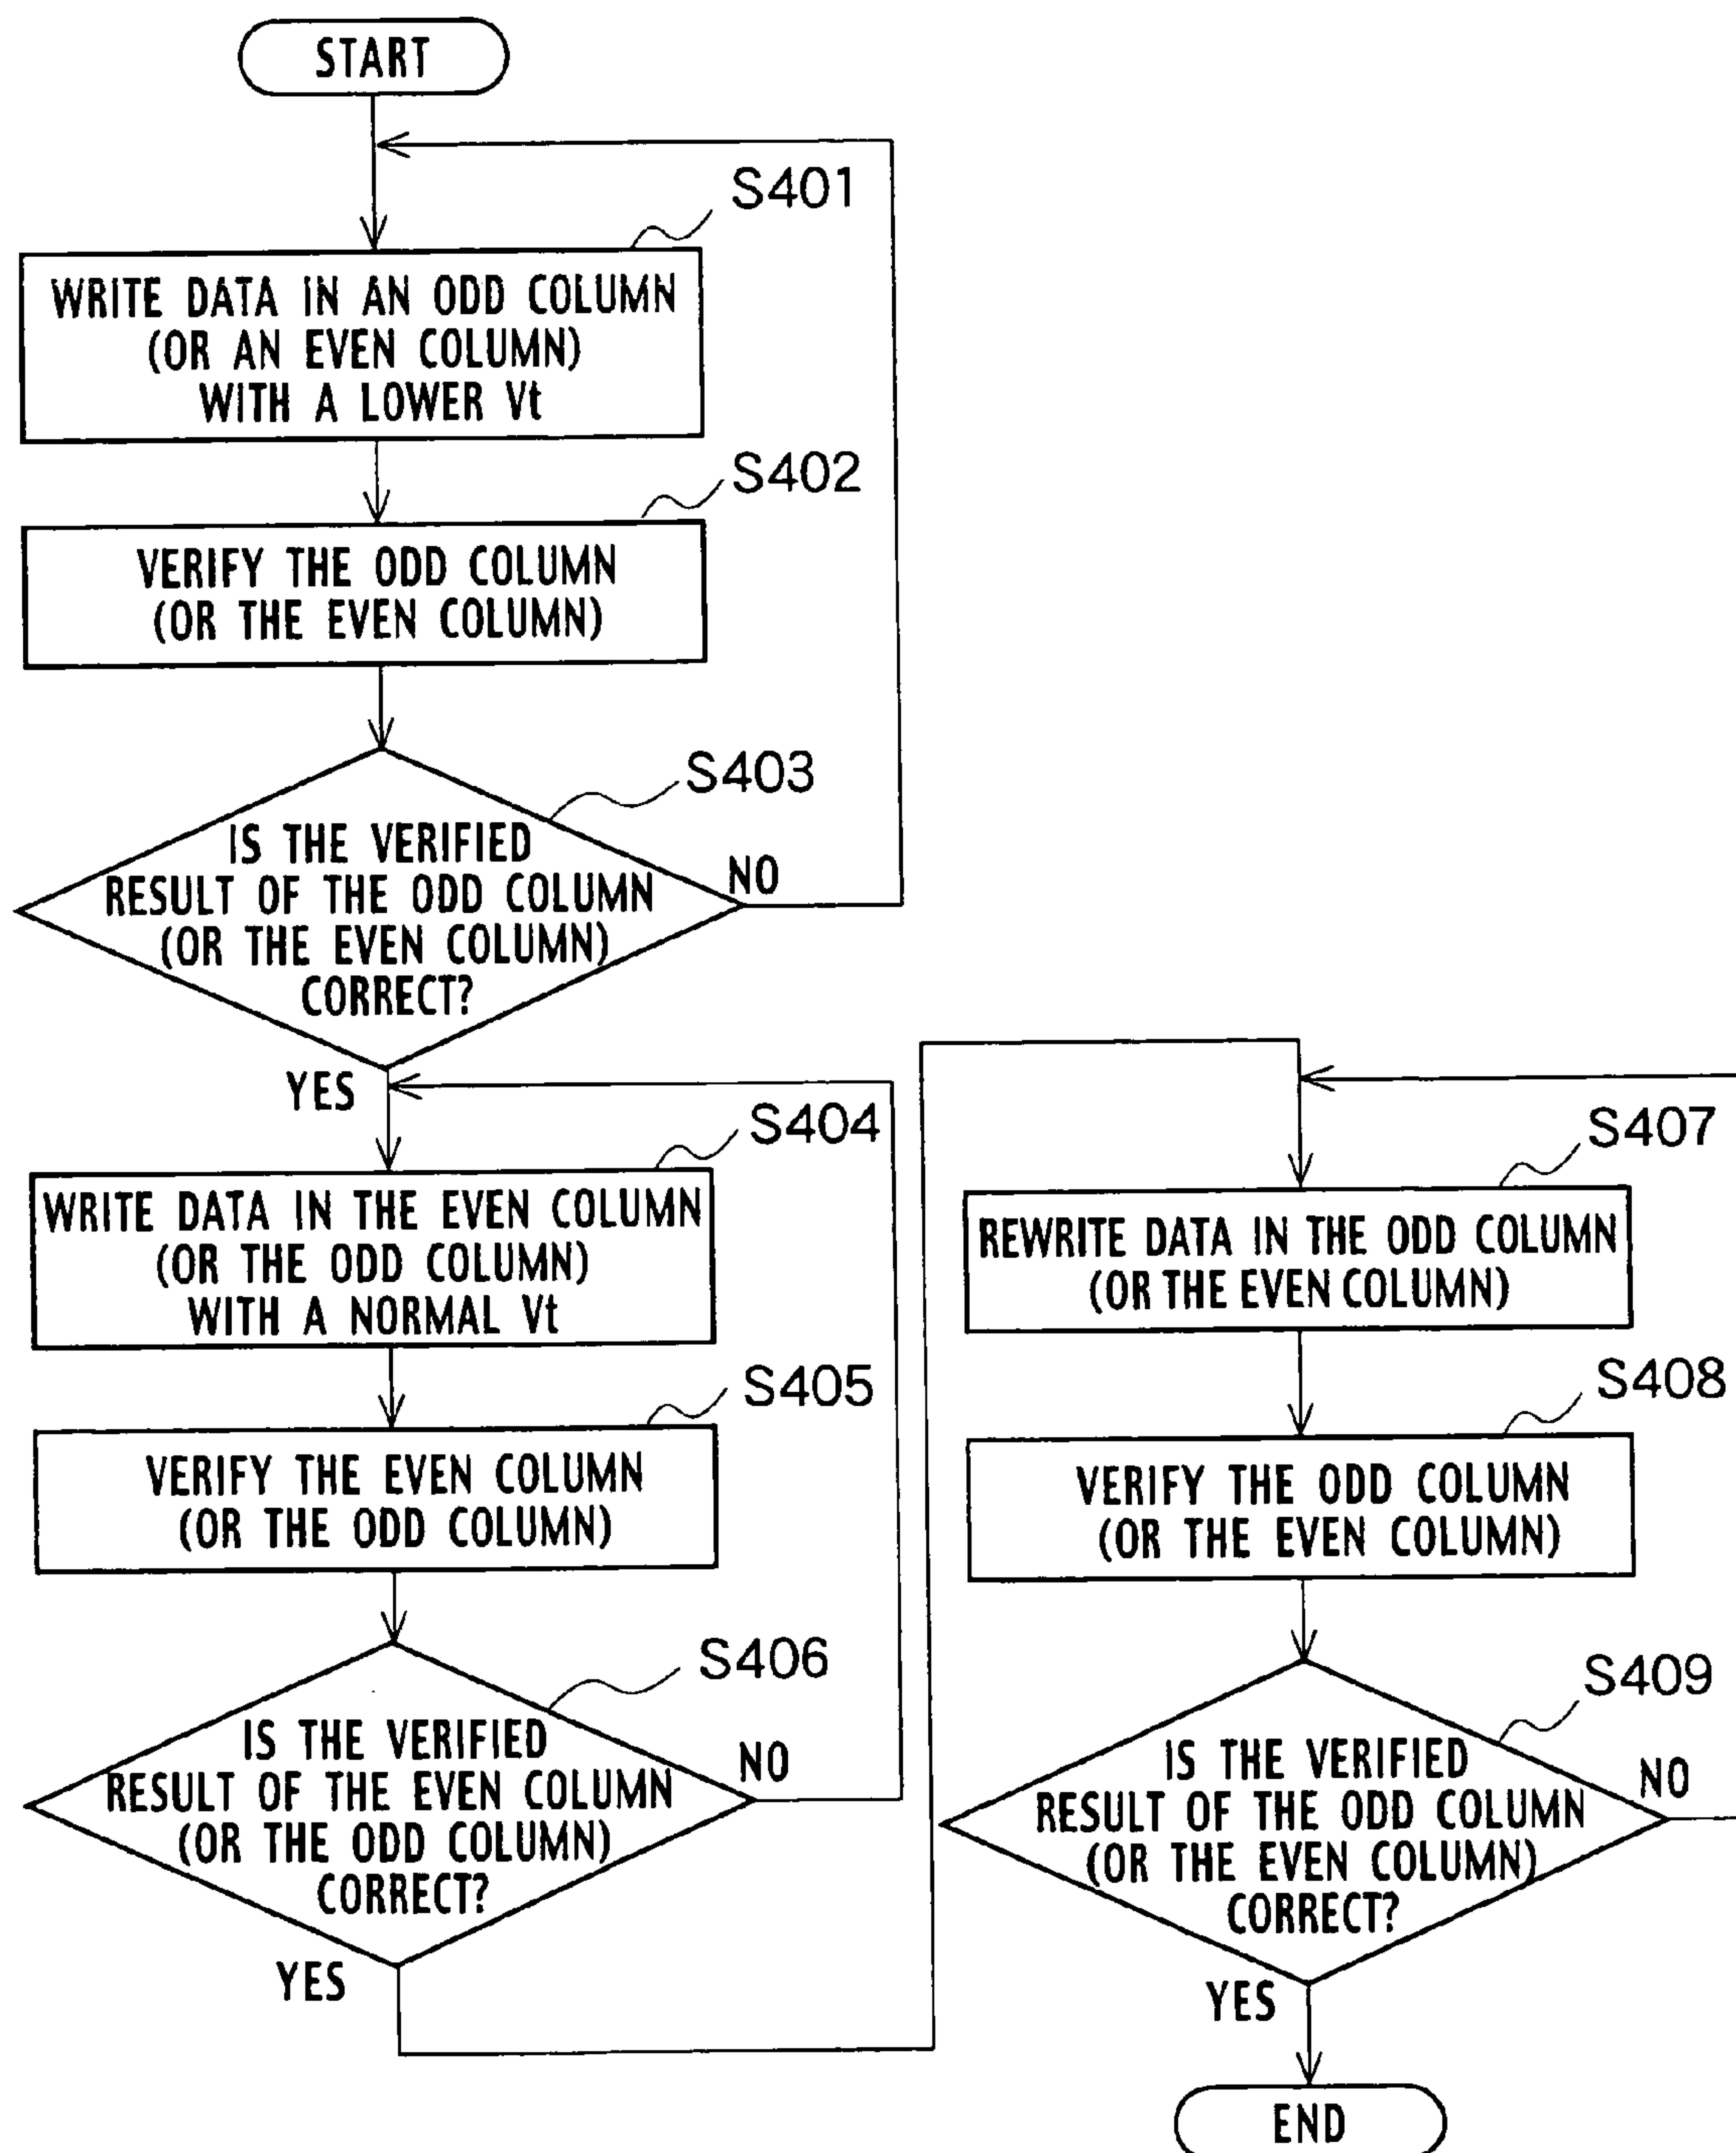 START
S401
WRITE DATA IN AN ODD COLUMN
(OR AN EVEN COLUMN)
WITH A LOWER Vt
S402
VERIFY THE ODD COLUMN
(OR THE EVEN COLUMN)
S403
IS THE VERIFIED
RESULT OF THE ODD COLUMN
(OR THE EVEN COLUMN)
CORRECT?
NO
YES
S404
WRITE DATA IN THE EVEN COLUMN
(OR THE ODD COLUMN)
WITH A NORMAL Vt
S405
VERIFY THE EVEN COLUMN
(OR THE ODD COLUMN)
S406
IS THE VERIFIED
RESULT OF THE EVEN COLUMN
(OR THE ODD COLUMN)
CORRECT?
NO
YES
S407
REWRITE DATA IN THE ODD COLUMN
(OR THE EVEN COLUMN)
S408
VERIFY THE ODD COLUMN
(OR THE EVEN COLUMN)
S409
IS THE VERIFIED
RESULT OF THE ODD COLUMN
(OR THE EVEN COLUMN)
CORRECT?
NO
YES
END